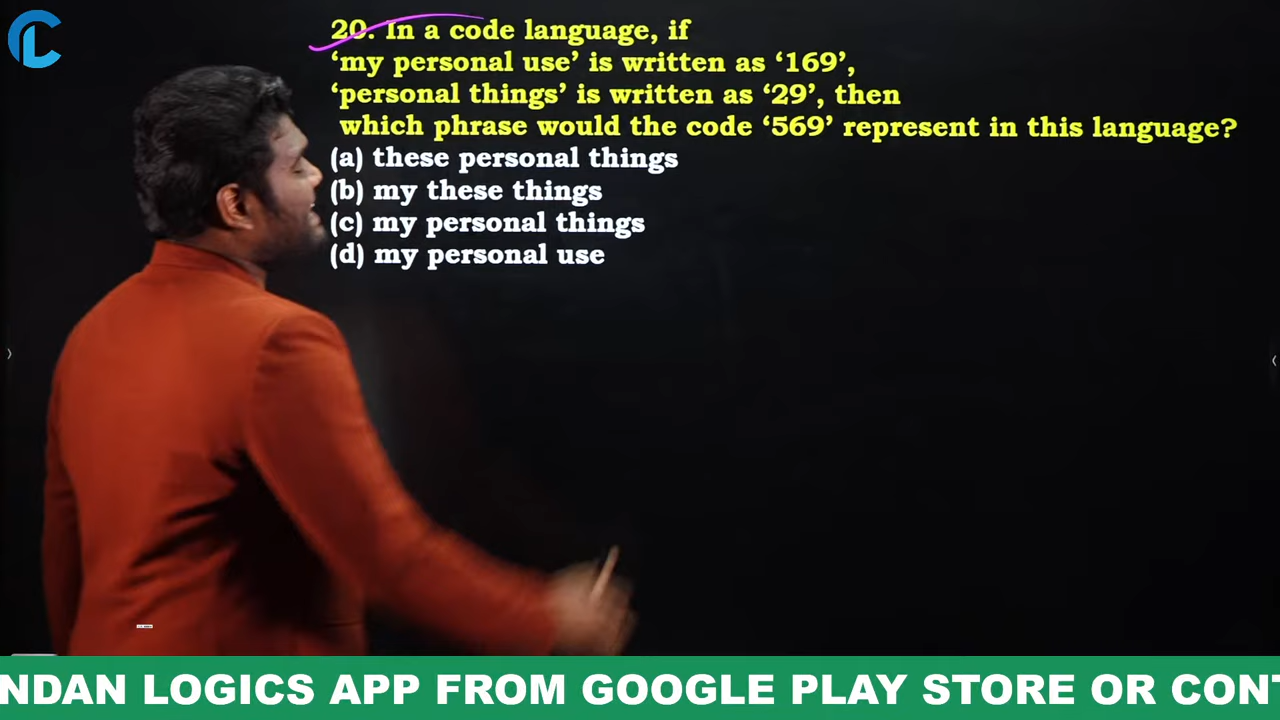 20. In a code language, if
‘my personal use’ is written as ‘169’,
‘personal things’ is written as ‘29’, then
which phrase would the code ‘569’ represent in this language?
(a) these personal things
(b) my these things
(c) my personal things
(d) my personal use
NDAN LOGICS APP FROM GOOGLE PLAY STORE OR CONT